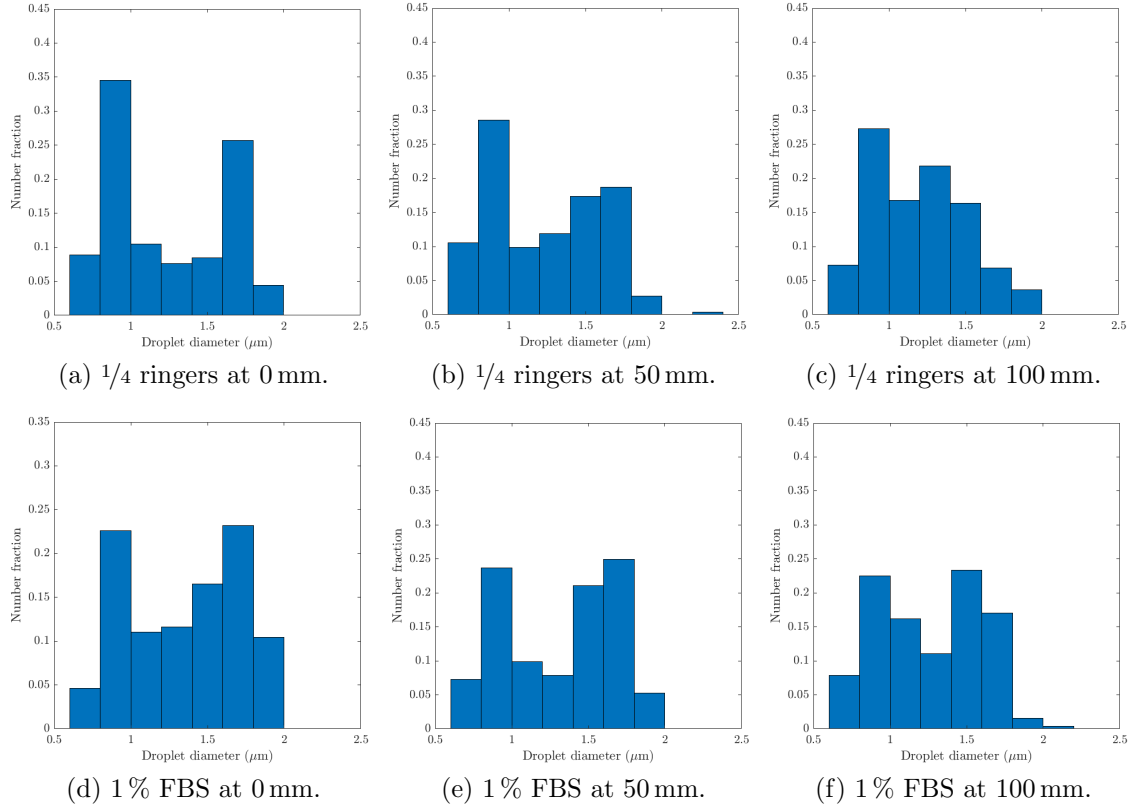 0.45
0.4
0.35
0.3
0.25
0.2
0.15
0.1
0.05
0
Number fraction
0.5 1 1.5 2 2.5
Droplet diameter (μm)
(a) 1/4 ringers at 0 mm.
0.45
0.4
0.35
0.3
0.25
0.2
0.15
0.1
0.05
0
Number fraction
0.5 1 1.5 2 2.5
Droplet diameter (μm)
(b) 1/4 ringers at 50 mm.
0.45
0.4
0.35
0.3
0.25
0.2
0.15
0.1
0.05
0
Number fraction
0.5 1 1.5 2 2.5
Droplet diameter (μm)
(c) 1/4 ringers at 100 mm.
0.35
0.3
0.25
0.2
0.15
0.1
0.05
0
Number fraction
0.5 1 1.5 2 2.5
Droplet diameter (μm)
(d) 1 % FBS at 0 mm.
0.45
0.4
0.35
0.3
0.25
0.2
0.15
0.1
0.05
0
Number fraction
0.5 1 1.5 2 2.5
Droplet diameter (μm)
(e) 1 % FBS at 50 mm.
0.45
0.4
0.35
0.3
0.25
0.2
0.15
0.1
0.05
0
Number fraction
0.5 1 1.5 2 2.5
Droplet diameter (μm)
(f) 1 % FBS at 100 mm.